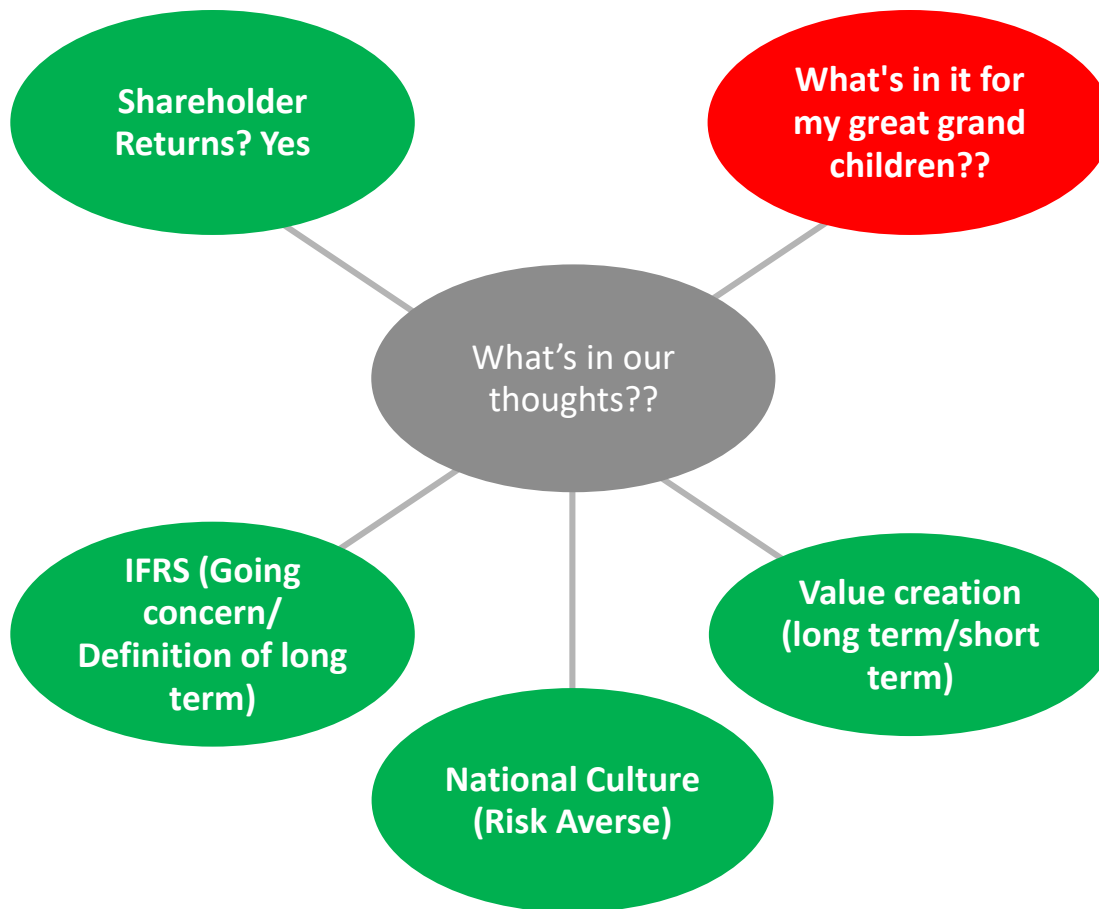 Shareholder
Returns? Yes
What's in it for
my great grand
children??
What’s in our
thoughts??
IFRS (Going
concern/
Definition of long
term)
Value creation
(long term/short
term)
National Culture
(Risk Averse)